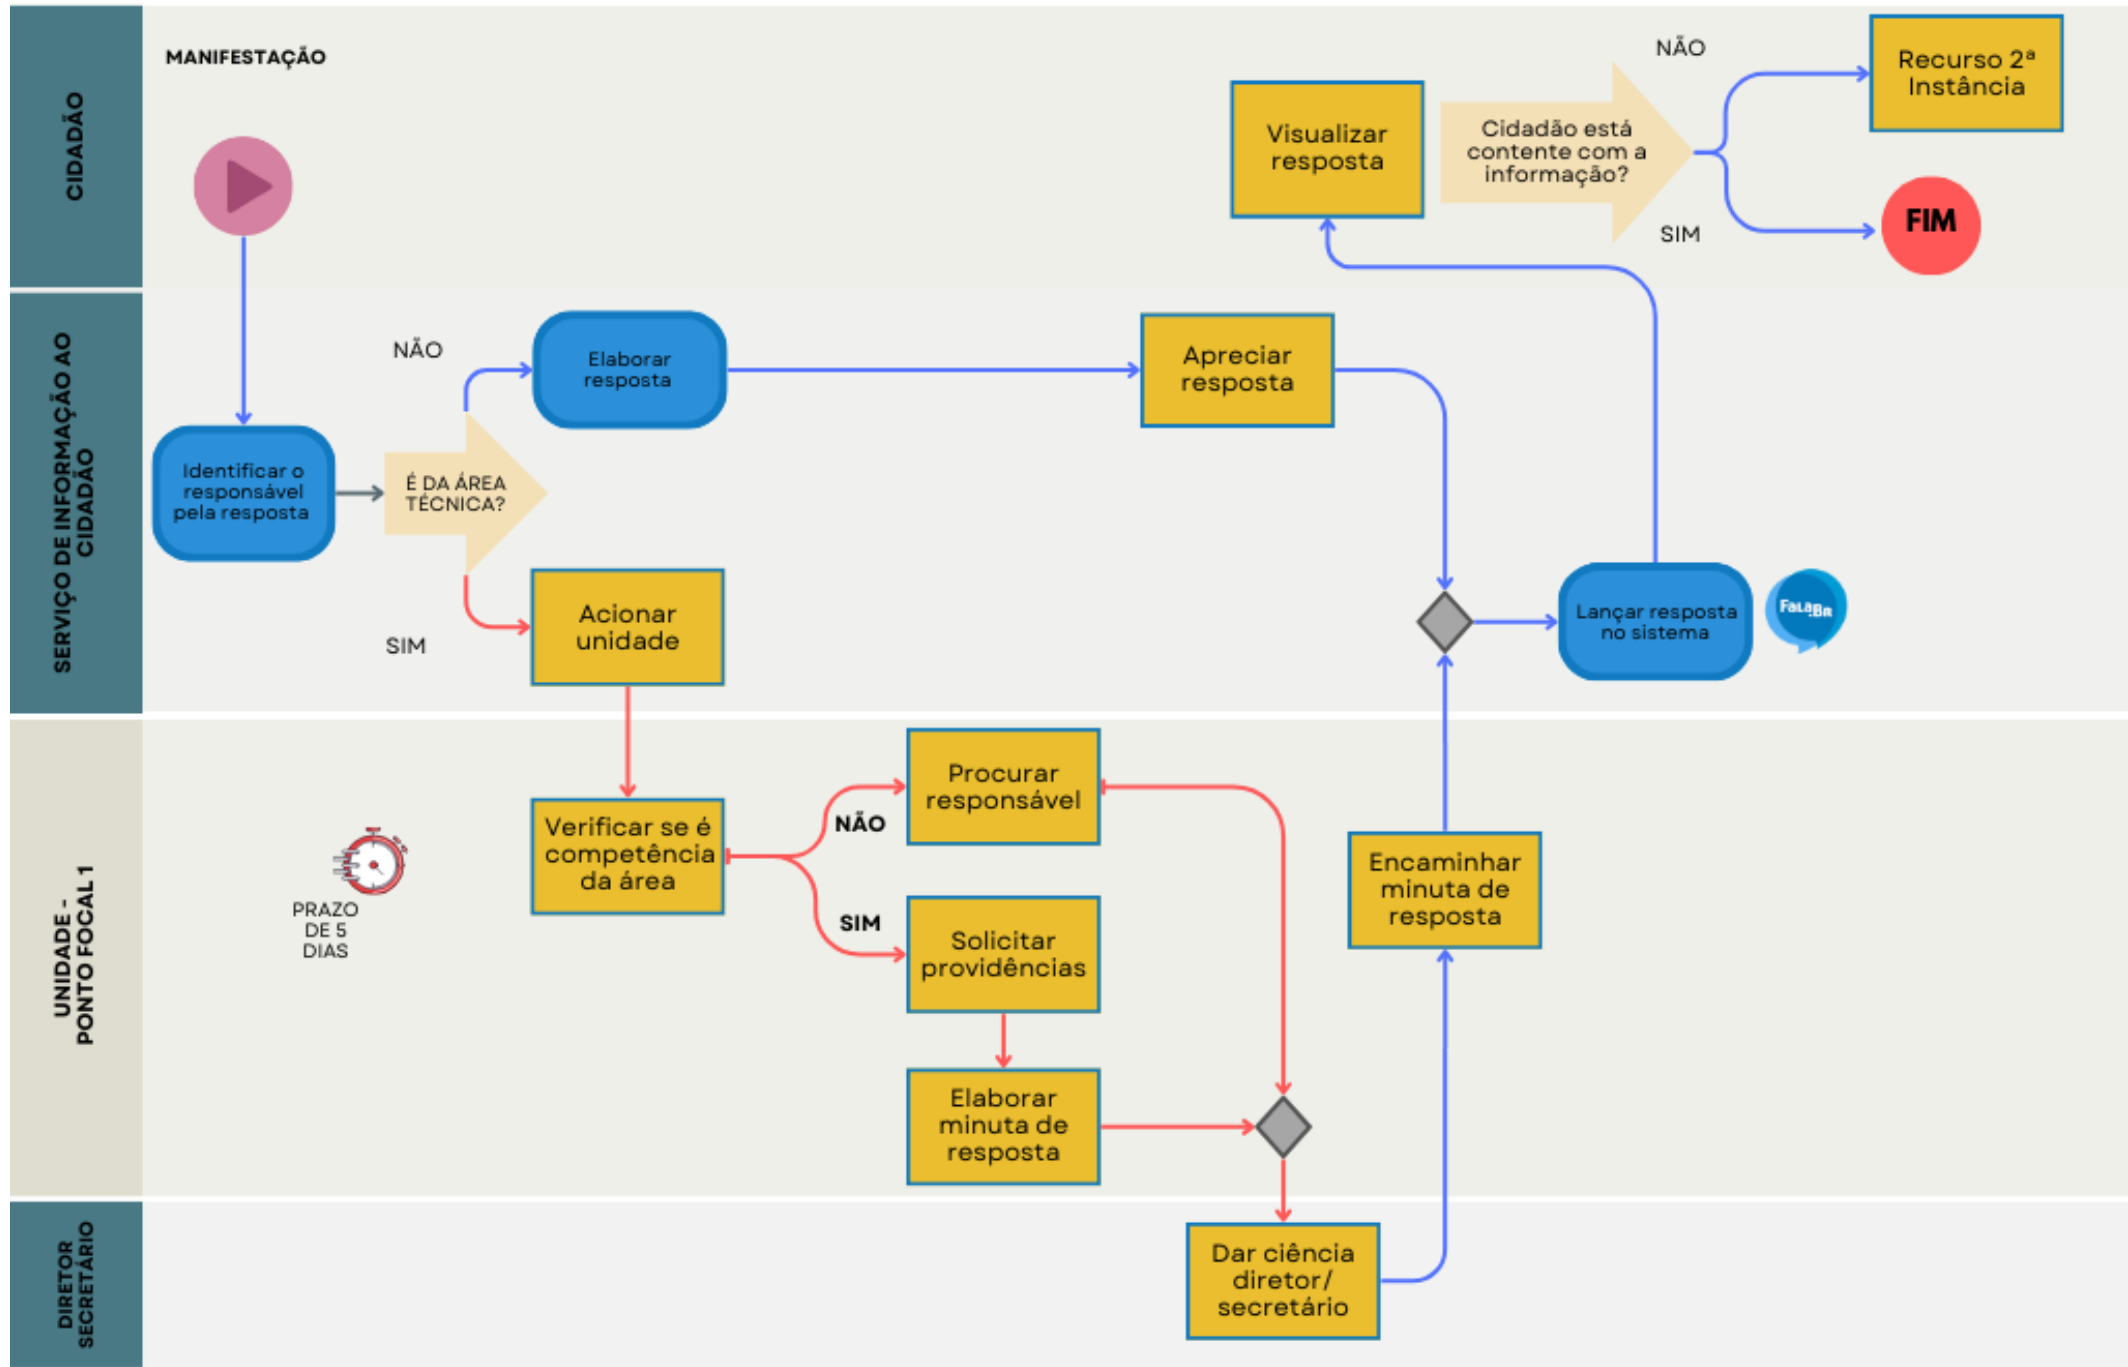 CIDADÃO
MANIFESTAÇÃO
Visualizar
resposta
Cidadão está
contente com a
informação?
NÃO
SIM
Recurso 2ª
Instância
FIM
SERVIÇO DE INFORMAÇÃO AO
CIDADÃO
Identificar o
responsável
pela resposta
É DA ÁREA
TÉCNICA?
NÃO
SIM
Elaborar
resposta
Apreciar
resposta
Acionar
unidade
Lançar resposta
no sistema
FALA.BR
UNIDADE -
PONTO FOCAL 1
PRAZO
DE 5
DIAS
Verificar se é
competência
da área
NÃO
SIM
Procurar
responsável
Solicitar
providências
Elaborar
minuta de
resposta
Encaminhar
minuta de
resposta
DIRETOR
SECRETÁRIO
Dar ciência
diretor/
secretário